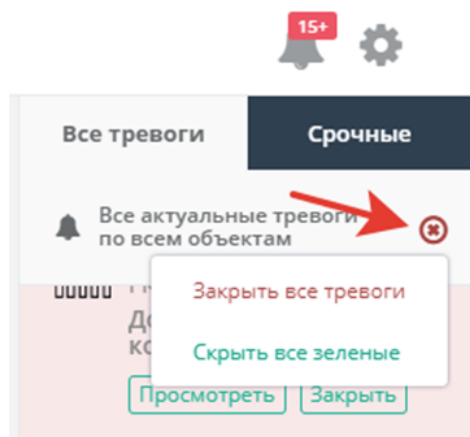 15+
Все тревоги
Срочные
Все актуальные тревоги
по всем объектам
Закрыть все тревоги
Скрыть все зеленые
Просмотреть
Закрыть